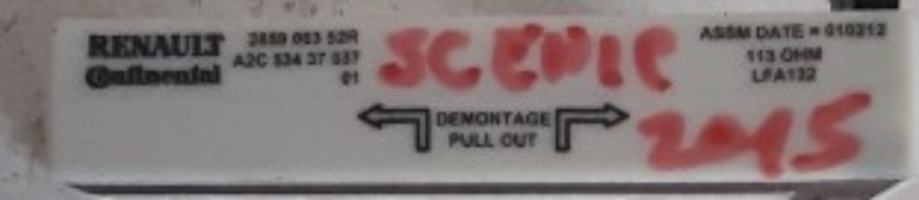 RENAULT
Continental
2859 063 52R
A2C 534 37 037
01
SCENIC
ASSM DATE = 010312
113 OHM
LFA132
DEMONTAGE
PULL OUT
2015